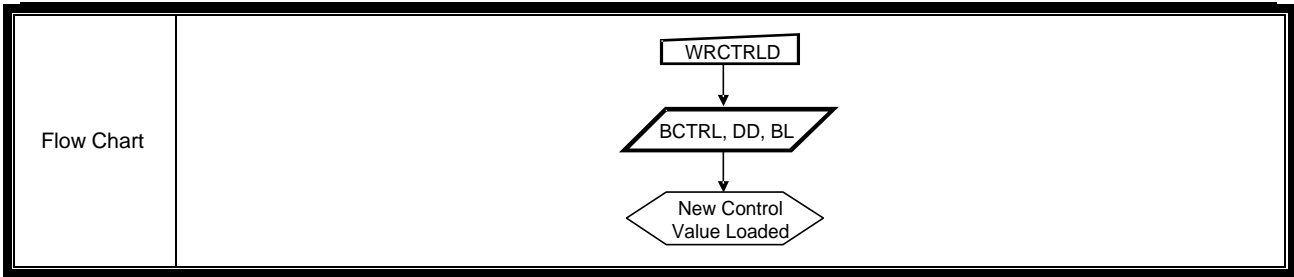 Flow Chart
WRCTRLD
BCTRL, DD, BL
New Control
Value Loaded